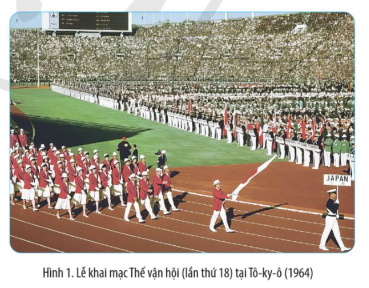 JAPAN
Hình 1. Lễ khai mạc Thế vận hội (lần thứ 18) tại Tô-ky-ô (1964)